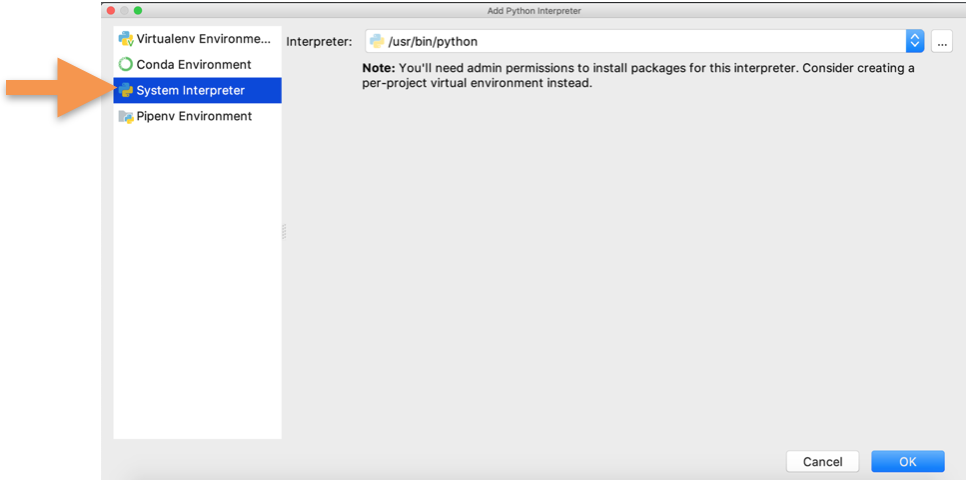 Add Python Interpreter
Virtualenv Environme...
Conda Environment
System Interpreter
Pipenv Environment
Interpreter: /usr/bin/python ...
Note: You'll need admin permissions to install packages for this interpreter. Consider creating a
per-project virtual environment instead.
Cancel OK